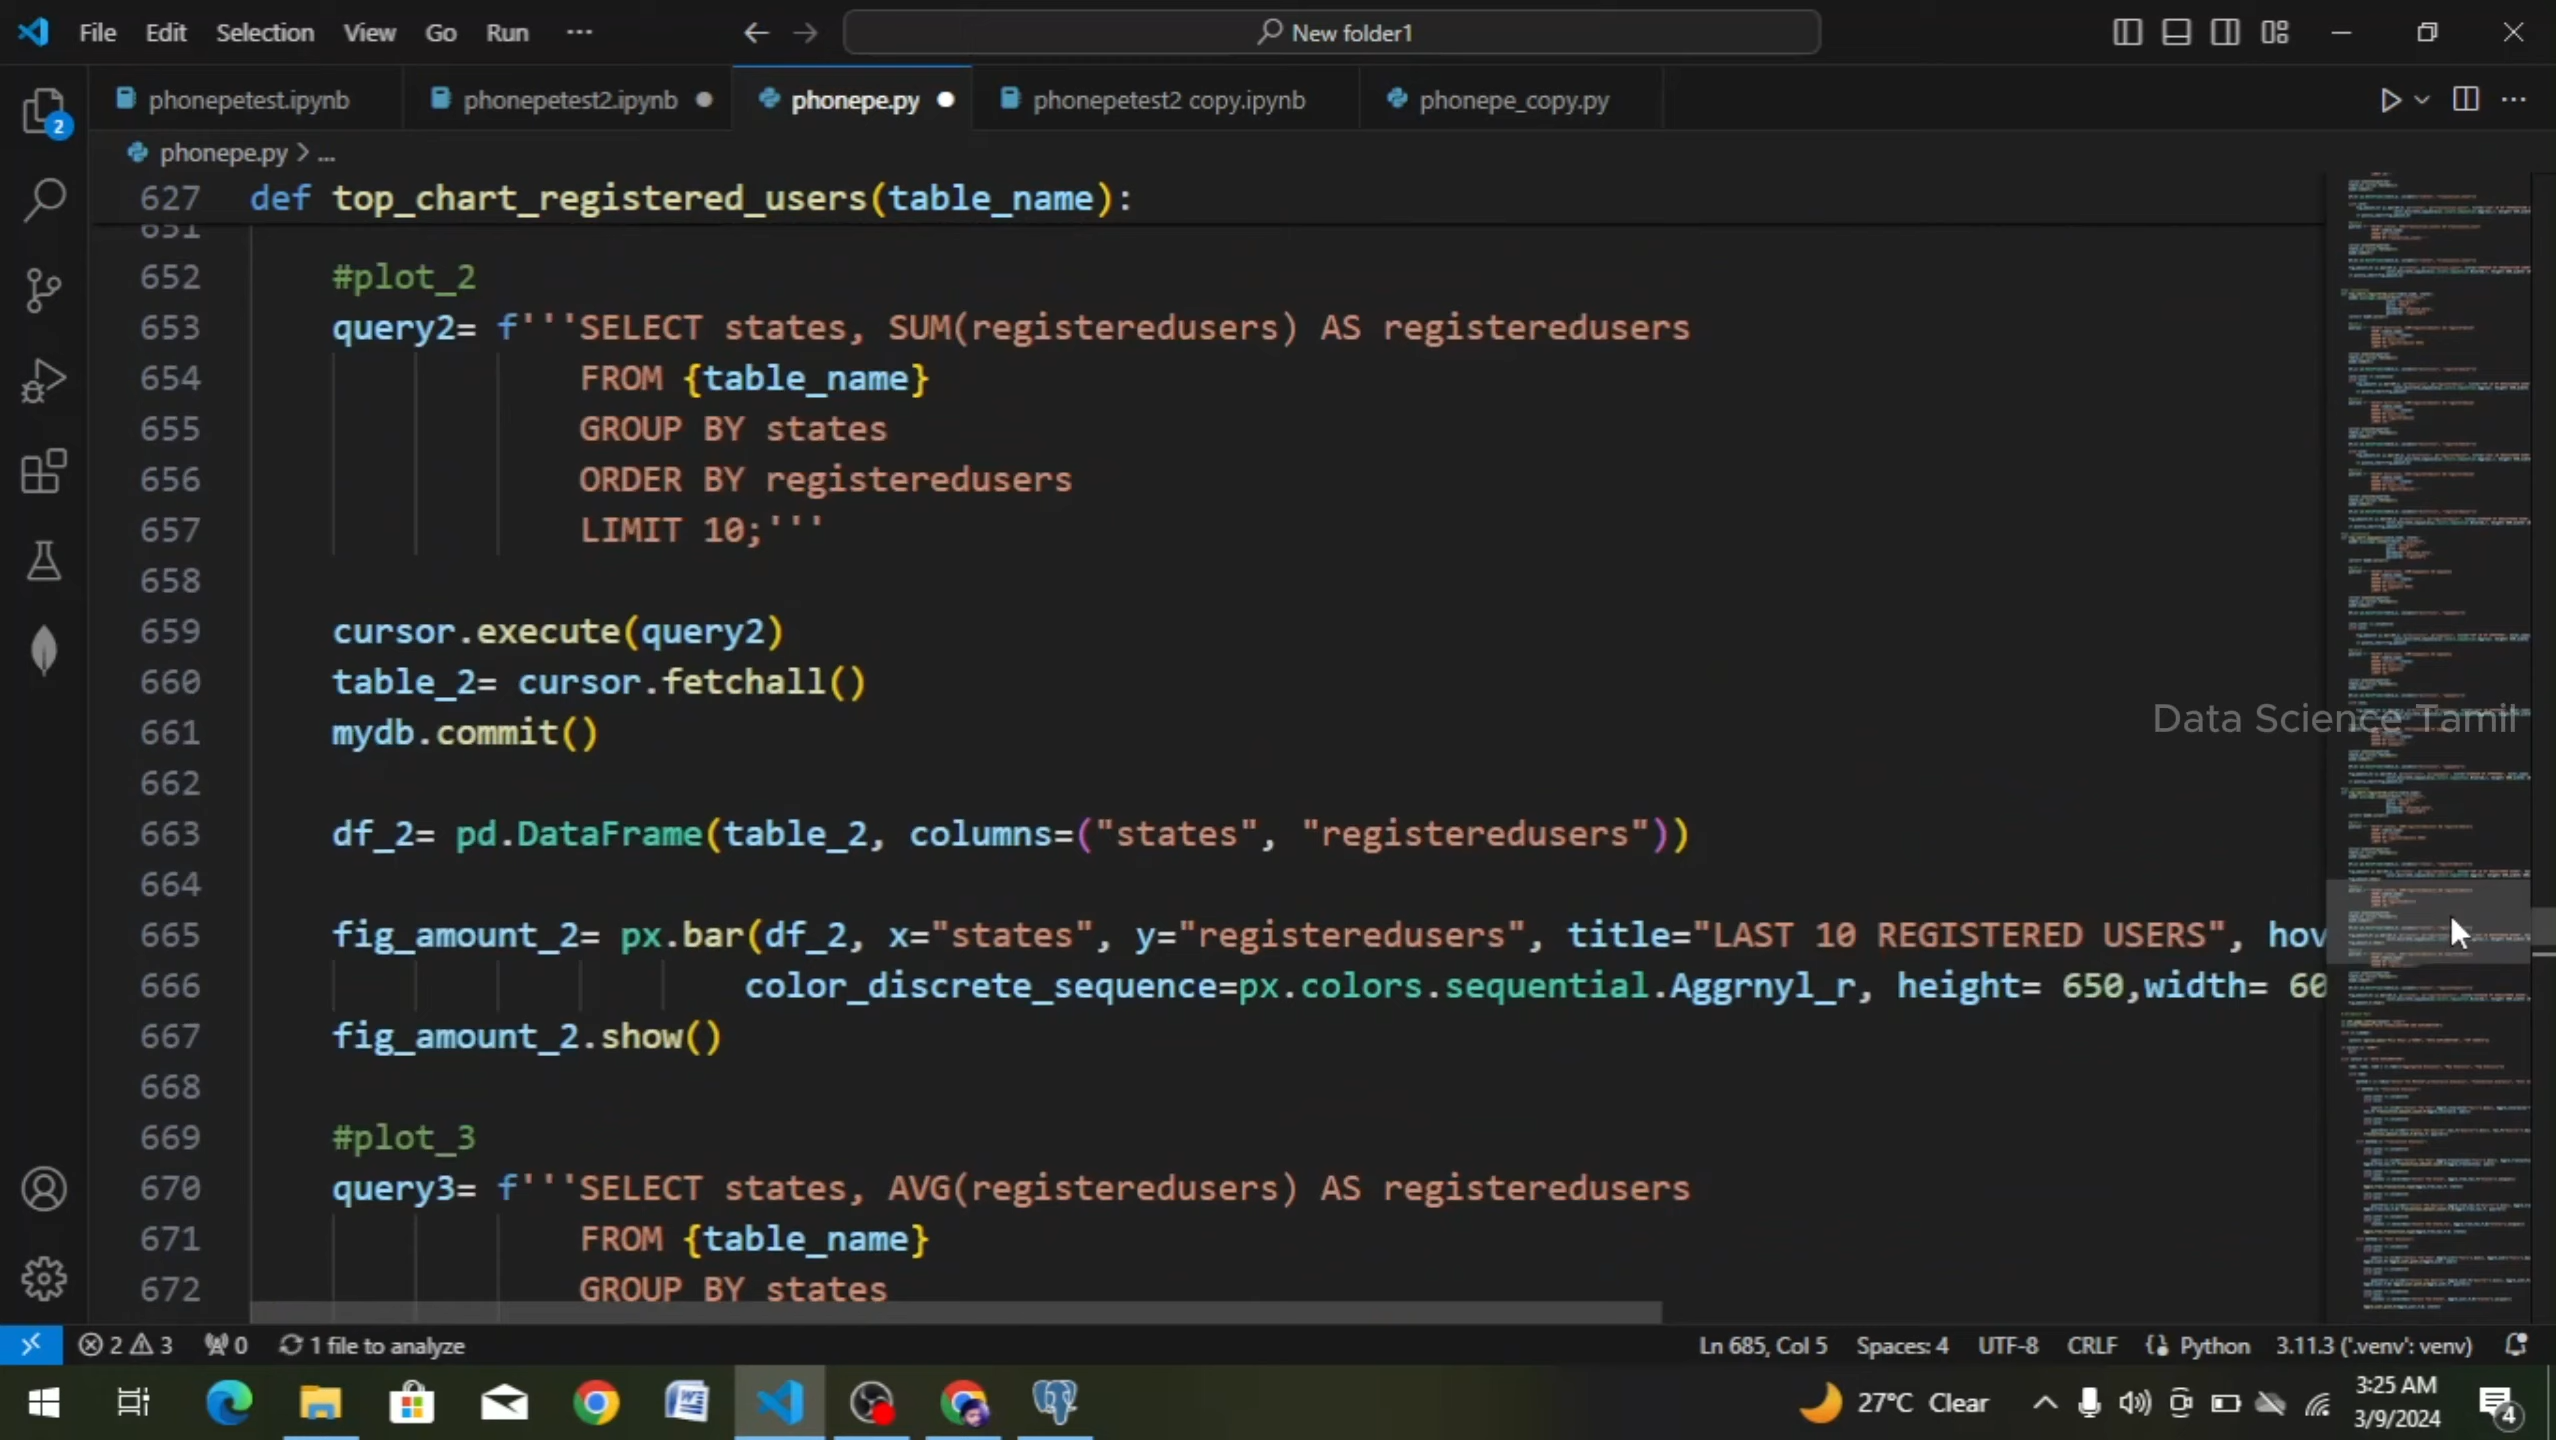 File Edit Selection View Go Run ... New folder1
phonepetest.ipynb phonepetest2.ipynb phonepe.py phonepetest2 copy.ipynb phonepe_copy.py
2
phonepe.py > ...
627 def top_chart_registered_users(table_name):
651
652 #plot_2
653 query2= f'''SELECT states, SUM(registeredusers) AS registeredusers
654 FROM {table_name}
655 GROUP BY states
656 ORDER BY registeredusers
657 LIMIT 10;'''
658
659 cursor.execute(query2)
660 table_2= cursor.fetchall()
661 mydb.commit()
Data Science Tamil
662
663 df_2= pd.DataFrame(table_2, columns=("states", "registeredusers"))
664
665 fig_amount_2= px.bar(df_2, x="states", y="registeredusers", title="LAST 10 REGISTERED USERS", hov
666 color_discrete_sequence=px.colors.sequential.Aggrnyl_r, height= 650,width= 60
667 fig_amount_2.show()
668
669 #plot_3
670 query3= f'''SELECT states, AVG(registeredusers) AS registeredusers
671 FROM {table_name}
672 GROUP BY states
2 3 0 1 file to analyze Ln 685, Col 5 Spaces: 4 UTF-8 CRLF Python 3.11.3 ('.venv': venv)
27°C Clear 3:25 AM
3/9/2024 4